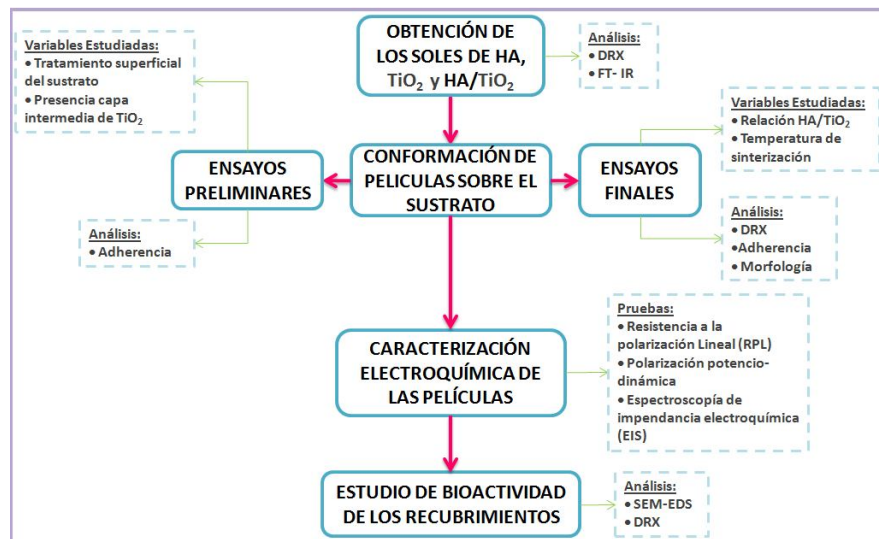 OBTENCIÓN DE
LOS SOLES DE HA,
TiO₂ y HA/TiO₂
Análisis:
• DRX
• FT- IR
Variables Estudiadas:
• Tratamiento superficial
del sustrato
• Presencia capa
intermedia de TiO₂
Variables Estudiadas:
• Relación HA/TiO₂
• Temperatura de
sinterización
ENSAYOS
PRELIMINARES
CONFORMACIÓN DE
PELICULAS SOBRE EL
SUSTRATO
ENSAYOS
FINALES
Análisis:
• Adherencia
Análisis:
• DRX
•Adherencia
• Morfología
CARACTERIZACIÓN
ELECTROQUÍMICA DE
LAS PELÍCULAS
Pruebas:
• Resistencia a la
polarización Lineal (RPL)
• Polarización potencio-
dinámica
• Espectroscopía de
impendancia electroquímica
(EIS)
ESTUDIO DE BIOACTIVIDAD
DE LOS RECUBRIMIENTOS
Análisis:
• SEM-EDS
• DRX